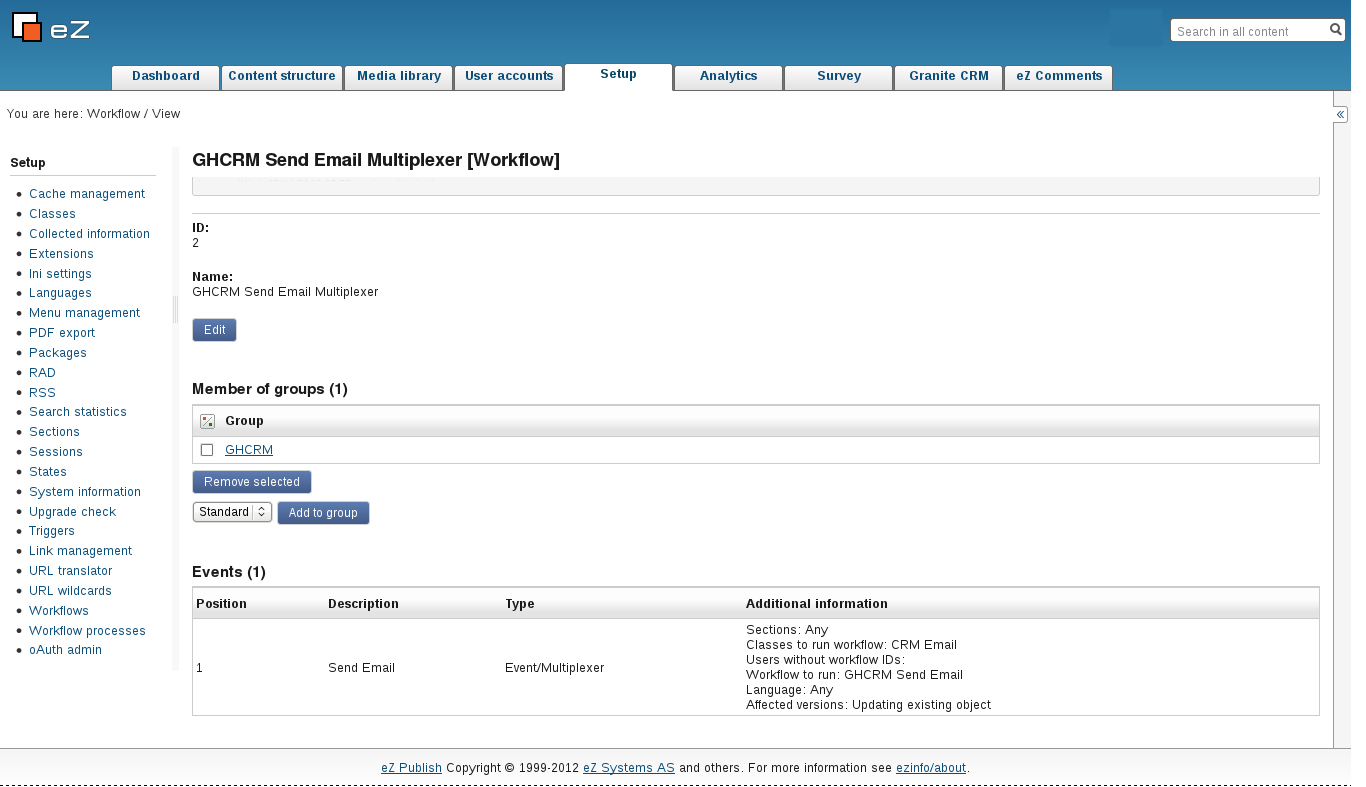 eZ
Search in all content
Dashboard
Content structure
Media library
User accounts
Setup
Analytics
Survey
Granite CRM
eZ Comments
You are here: Workflow / View
«
Setup
Cache management
Classes
Collected information
Extensions
Ini settings
Languages
Menu management
PDF export
Packages
RAD
RSS
Search statistics
Sections
Sessions
States
System information
Upgrade check
Triggers
Link management
URL translator
URL wildcards
Workflows
Workflow processes
oAuth admin
GHCRM Send Email Multiplexer [Workflow]
ID:
2
Name:
GHCRM Send Email Multiplexer
Edit
Member of groups (1)
Group
GHCRM
Remove selected
Standard Add to group
Events (1)
Position Description Type Additional information
1 Send Email Event/Multiplexer
Sections: Any
Classes to run workflow: CRM Email
Users without workflow IDs:
Workflow to run: GHCRM Send Email
Language: Any
Affected versions: Updating existing object
eZ Publish Copyright © 1999-2012 eZ Systems AS and others. For more information see ezinfo/about.